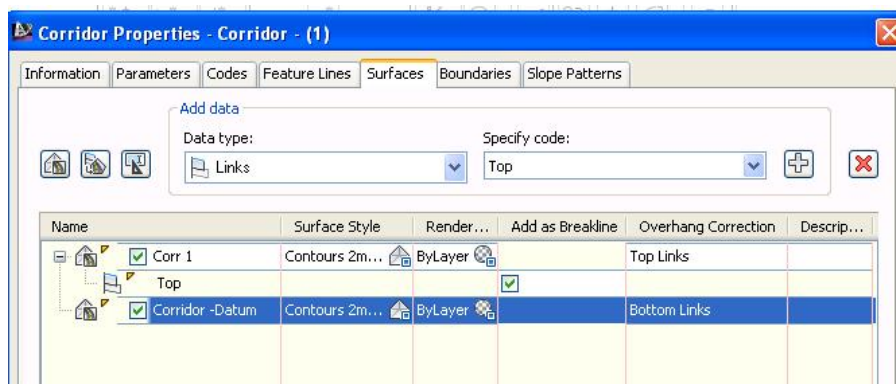 Corridor Properties - Corridor - (1)
Information Parameters Codes Feature Lines Surfaces Boundaries Slope Patterns
Add data
Data type: Specify code:
Links Top
Name Surface Style Render... Add as Breakline Overhang Correction Descrip...
Corr 1 Contours 2m... ByLayer Top Links
Top
Corridor -Datum Contours 2m... ByLayer Bottom Links